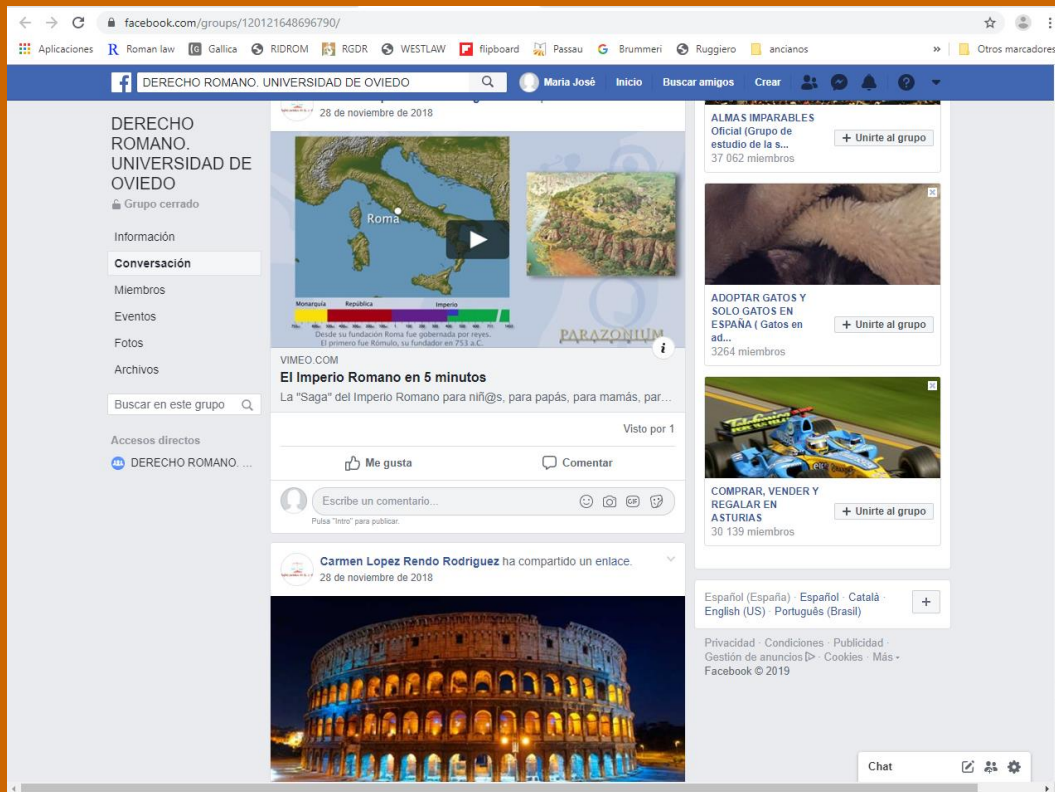 facebook.com/groups/120121648696790/
Aplicaciones Roman law Gallica RIDROM RGDR WESTLAW flipboard Passau Brummeri Ruggiero ancianos » Otros marcadores
DERECHO ROMANO. UNIVERSIDAD DE OVIEDO
Maria José Inicio Buscar amigos Crear
DERECHO
ROMANO.
UNIVERSIDAD DE
OVIEDO
Grupo cerrado
Información
Conversación
Miembros
Eventos
Fotos
Archivos
Buscar en este grupo
Accesos directos
DERECHO ROMANO. ...
28 de noviembre de 2018
Roma
Monarquía República Imperio
Desde su fundación Roma fue gobernada por reyes.
El primero fue Rómulo, su fundador en 753 a.C.
PARAZONIUM
VIMEO.COM
El Imperio Romano en 5 minutos
La "Saga" del Imperio Romano para niñ@s, para papás, para mamás, par...
Visto por 1
Me gusta Comentar
Escribe un comentario...
GIF
Pulsa "Intro" para publicar.
Carmen Lopez Rendo Rodriguez ha compartido un enlace.
28 de noviembre de 2018
ALMAS IMPARABLES
Oficial (Grupo de
estudio de la s...
37 062 miembros
+ Unirte al grupo
ADOPTAR GATOS Y
SOLO GATOS EN
ESPAÑA ( Gatos en
ad...
3264 miembros
+ Unirte al grupo
Telefónica
COMPRAR, VENDER Y
REGALAR EN
ASTURIAS
30 139 miembros
+ Unirte al grupo
Español (España) · Español · Català ·
English (US) · Português (Brasil)
Privacidad · Condiciones · Publicidad ·
Gestión de anuncios · Cookies · Más
Facebook © 2019
Chat